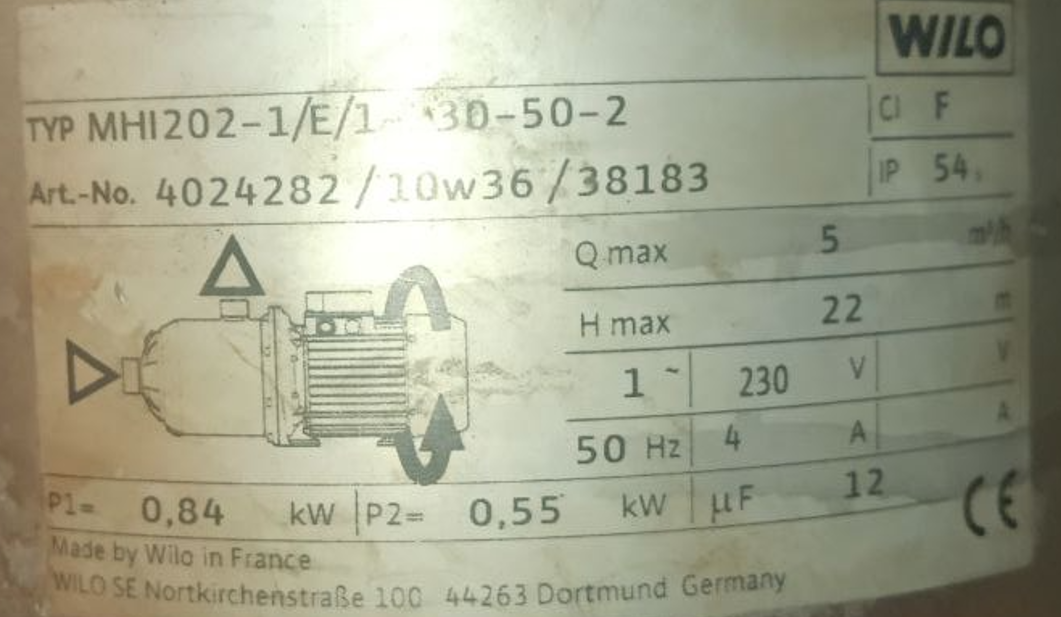 WILO
TYP MHI202-1/E/1 30-50-2
CI F
Art.-No. 4024282 /10w36 /38183
IP 54
Q max 5 m³/h
H max 22 m
1 ~ 230 V V
50 Hz 4 A A
P1= 0,84 kW P2= 0,55 kW µF 12
CE
Made by Wilo in France
WILO SE Nortkirchenstraße 100 44263 Dortmund Germany